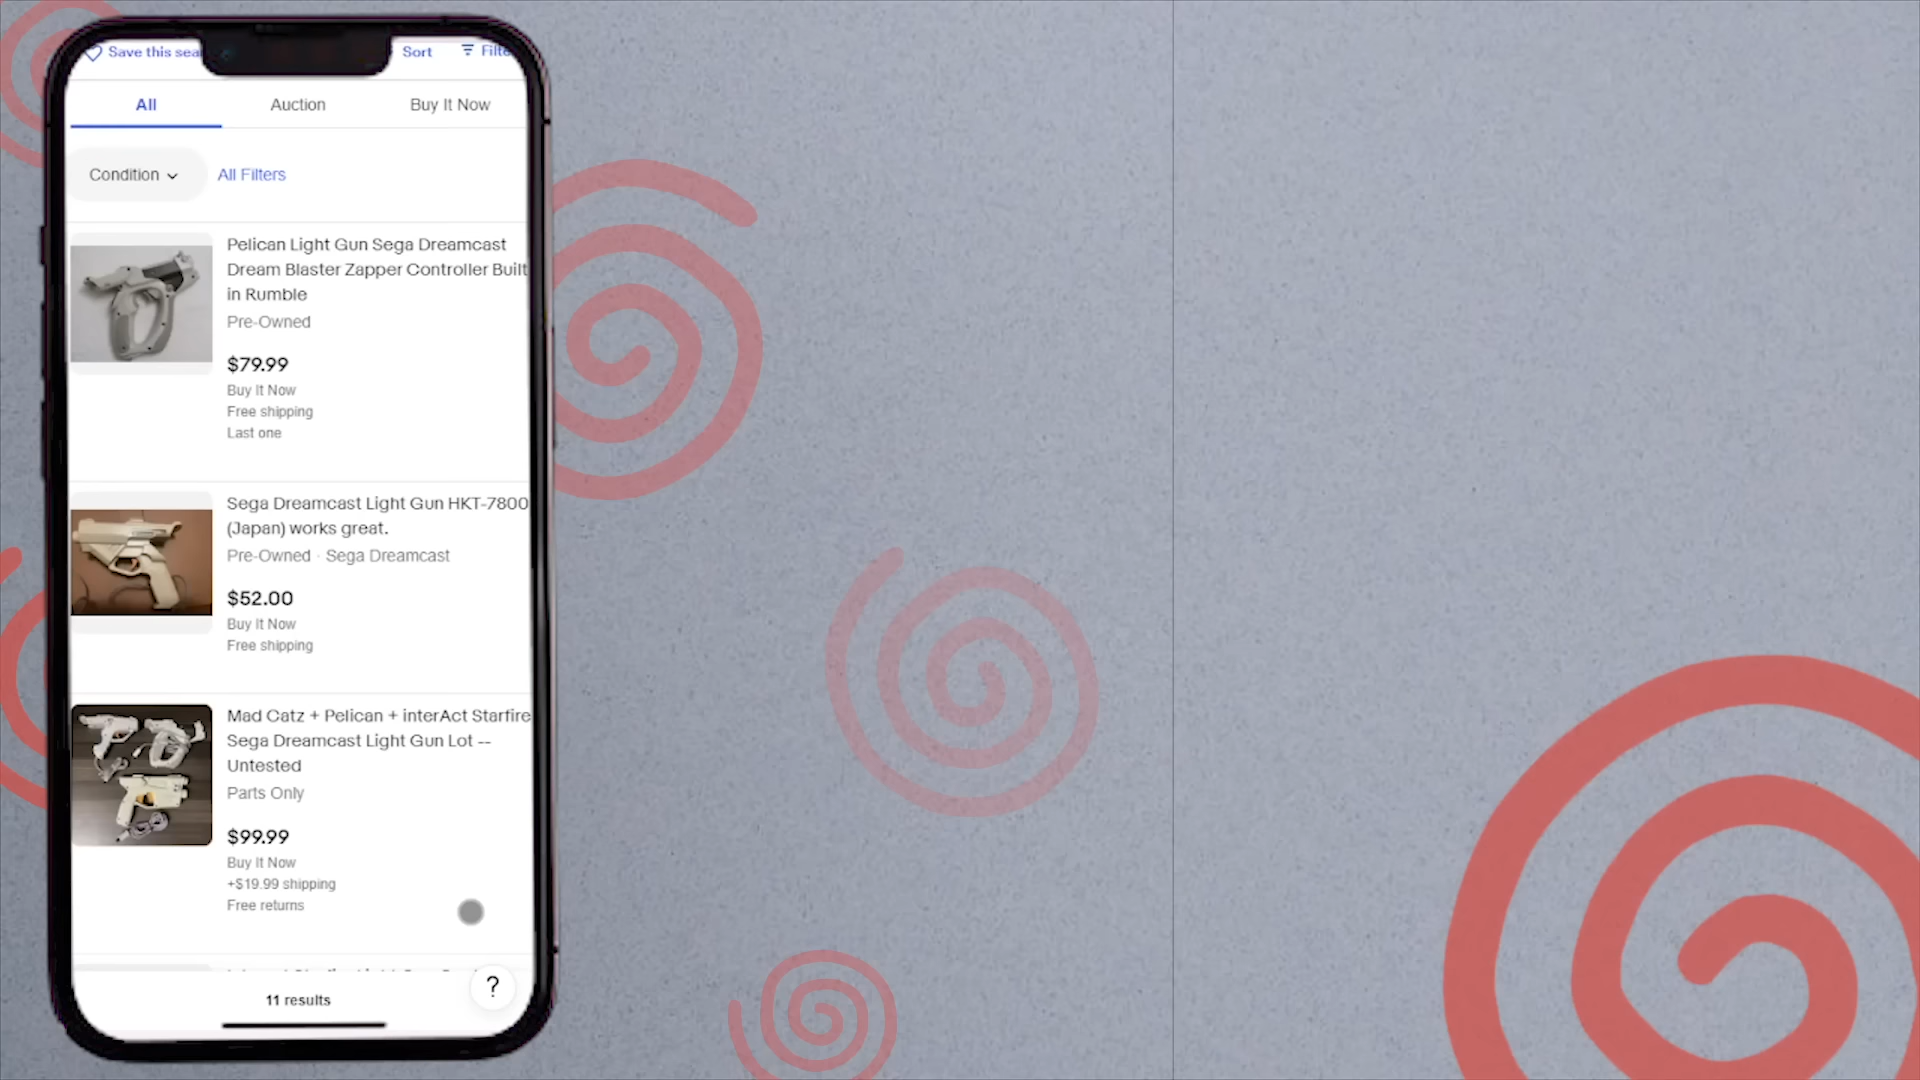 Save this sea
Sort
Filte
All
Auction
Buy It Now
Condition
All Filters
Pelican Light Gun Sega Dreamcast
Dream Blaster Zapper Controller Built
in Rumble
Pre-Owned
$79.99
Buy It Now
Free shipping
Last one
Sega Dreamcast Light Gun HKT-7800
(Japan) works great.
Pre-Owned · Sega Dreamcast
$52.00
Buy It Now
Free shipping
Mad Catz + Pelican + interAct Starfire
Sega Dreamcast Light Gun Lot --
Untested
Parts Only
$99.99
Buy It Now
+$19.99 shipping
Free returns
11 results
?